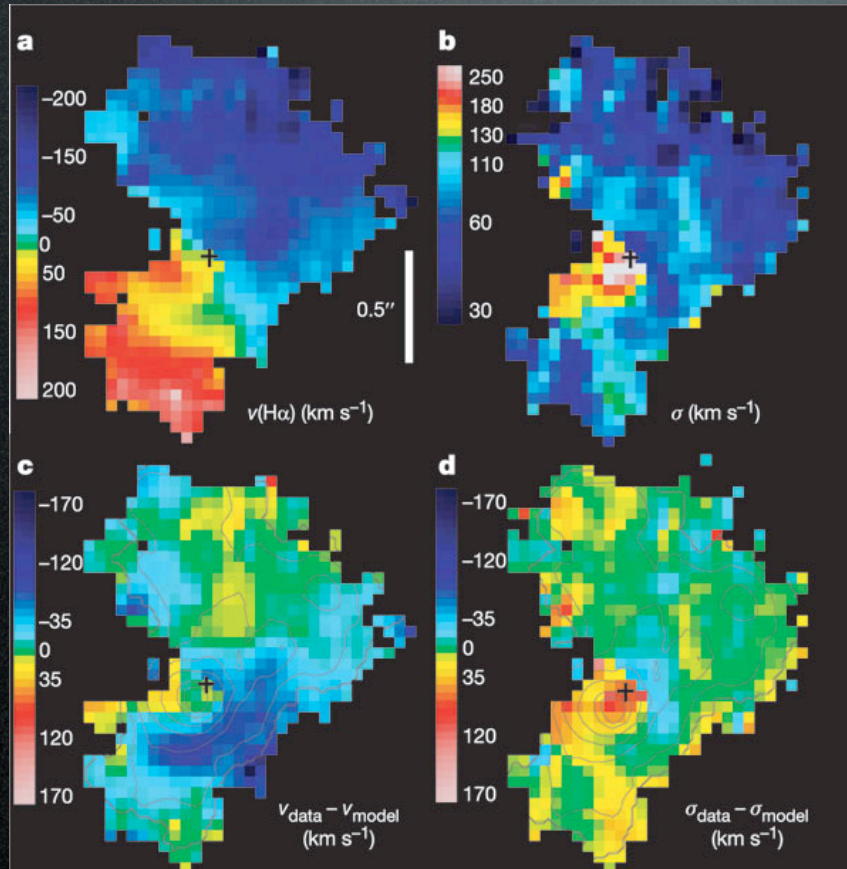 a
-200
-150
-50
0
50
150
200
0.5″
v(Hα) (km s⁻¹)
b
250
180
130
110
60
30
σ (km s⁻¹)
c
-170
-120
-35
0
35
120
170
v_data − v_model
(km s⁻¹)
d
-170
-120
-35
0
35
120
170
σ_data − σ_model
(km s⁻¹)